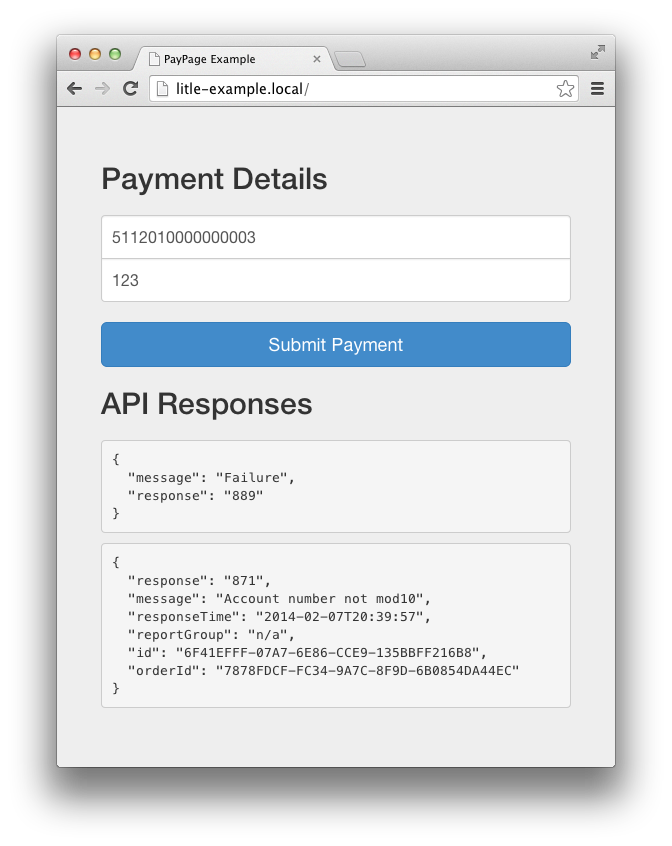 PayPage Example
litle-example.local/
Payment Details
5112010000000003
123
Submit Payment
API Responses
{
  "message": "Failure",
  "response": "889"
}
{
  "response": "871",
  "message": "Account number not mod10",
  "responseTime": "2014-02-07T20:39:57",
  "reportGroup": "n/a",
  "id": "6F41EFFF-07A7-6E86-CCE9-135BBFF216B8",
  "orderId": "7878FDCF-FC34-9A7C-8F9D-6B0854DA44EC"
}